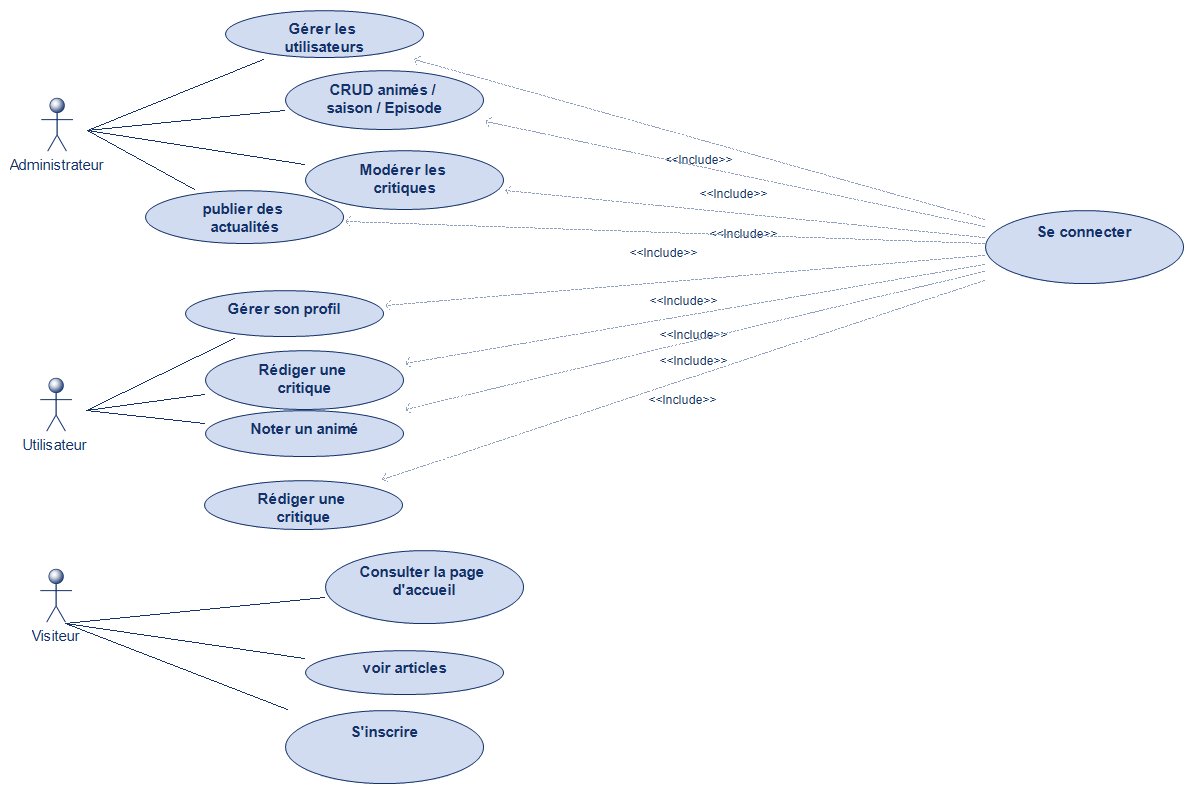 Gérer les
utilisateurs
CRUD animés /
saison / Episode
Administrateur
Modérer les
critiques
publier des
actualités
<<Include>>
<<Include>>
<<Include>>
<<Include>>
Se connecter
Gérer son profil
<<Include>>
Rédiger une
critique
<<Include>>
<<Include>>
Noter un animé
<<Include>>
Utilisateur
Rédiger une
critique
Consulter la page
d'accueil
Visiteur
voir articles
S'inscrire